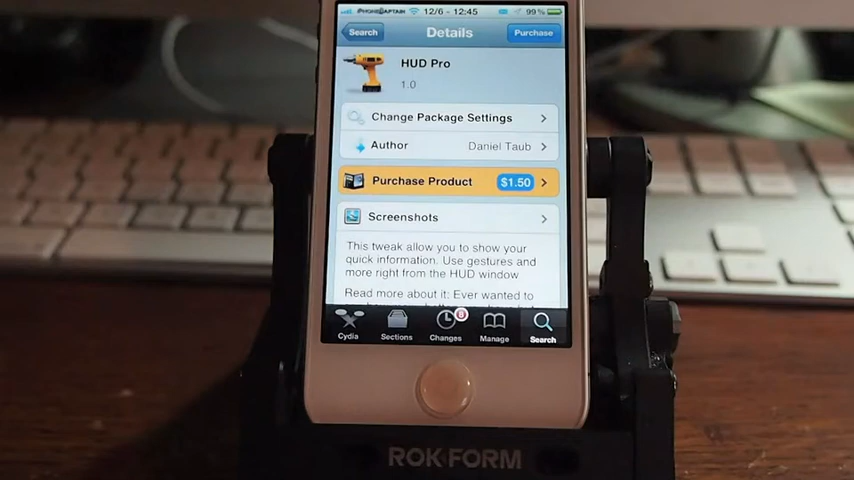 iPHONECAPTAIN 12/6 - 12:45 99%
Search Details Purchase
HUD Pro
1.0
Change Package Settings
Author Daniel Taub
Purchase Product $1.50
Screenshots
This tweak allow you to show your
quick information. Use gestures and
more right from the HUD window
Read more about it: Ever wanted to
Cydia Sections Changes 8 Manage Search
ROKFORM